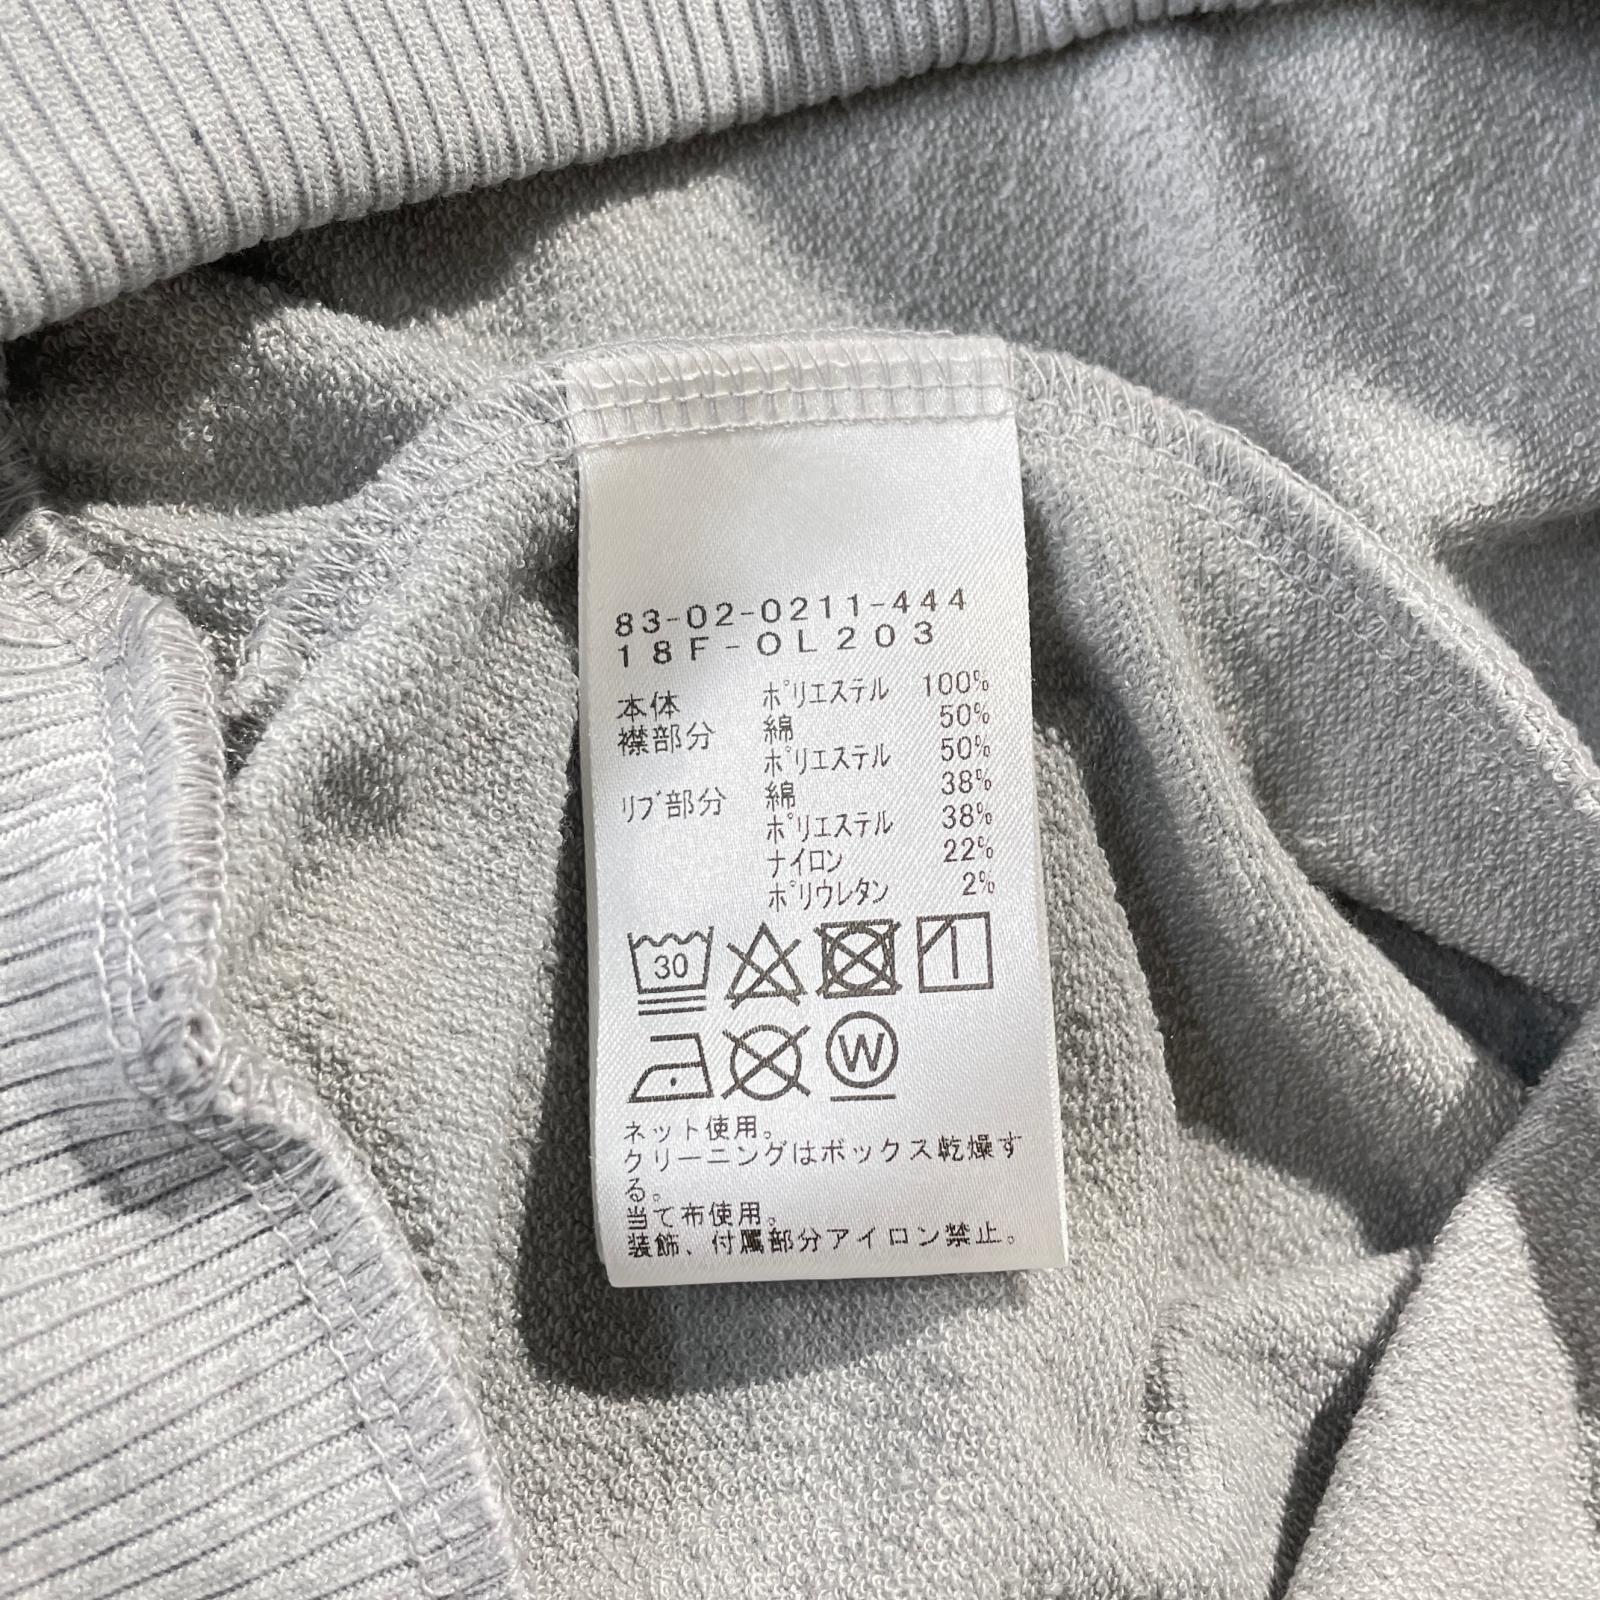 83-02-0211-444
18F-OL203
本体 ポリエステル 100%
襟部分 綿 50%
ポリエステル 50%
リブ部分 綿 38%
ポリエステル 38%
ナイロン 22%
ポリウレタン 2%
30
W
ネット使用。
クリーニングはボックス乾燥す
る。
当て布使用。
装飾、付属部分アイロン禁止。